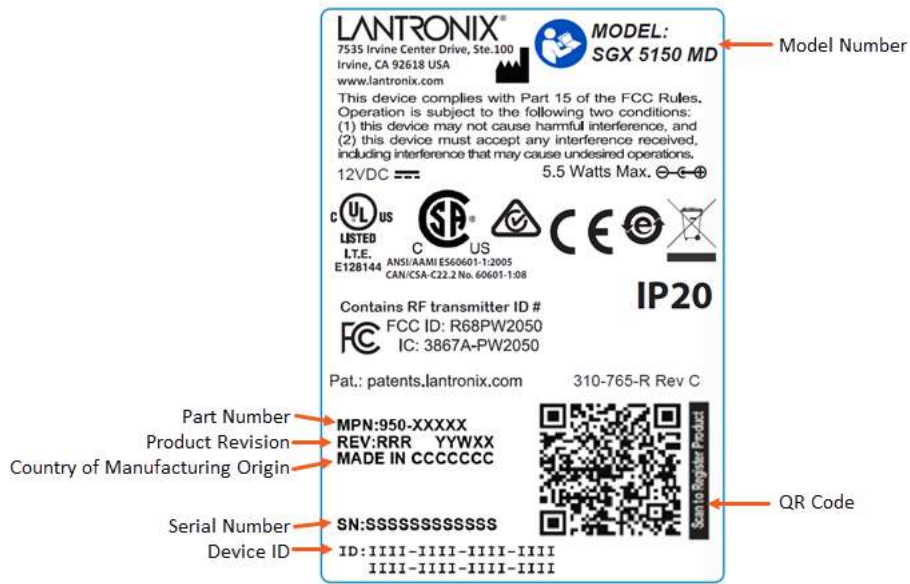 LANTRONIX®
7535 Irvine Center Drive, Ste.100
Irvine, CA 92618 USA
www.lantronix.com
MODEL:
SGX 5150 MD
Model Number
This device complies with Part 15 of the FCC Rules.
Operation is subject to the following two conditions:
(1) this device may not cause harmful interference, and
(2) this device must accept any interference received,
including interference that may cause undesired operations.
12VDC
5.5 Watts Max.
C UL US
LISTED
I.T.E.
E128144
SA®
C US
ANSI/AAMI ES60601-1:2005
CAN/CSA-C22.2 No. 60601-1:08
CE
e
IP20
Contains RF transmitter ID #
FC FCC ID: R68PW2050
IC: 3867A-PW2050
Pat.: patents.lantronix.com
310-765-R Rev C
Part Number
MPN:950-XXXXX
Product Revision
REV:RRR YYWXX
Country of Manufacturing Origin
MADE IN CCCCCCC
Scan to Register Product
QR Code
Serial Number
SN:SSSSSSSSSSSS
Device ID
ID:IIII-IIII-IIII-IIII
IIII-IIII-IIII-IIII